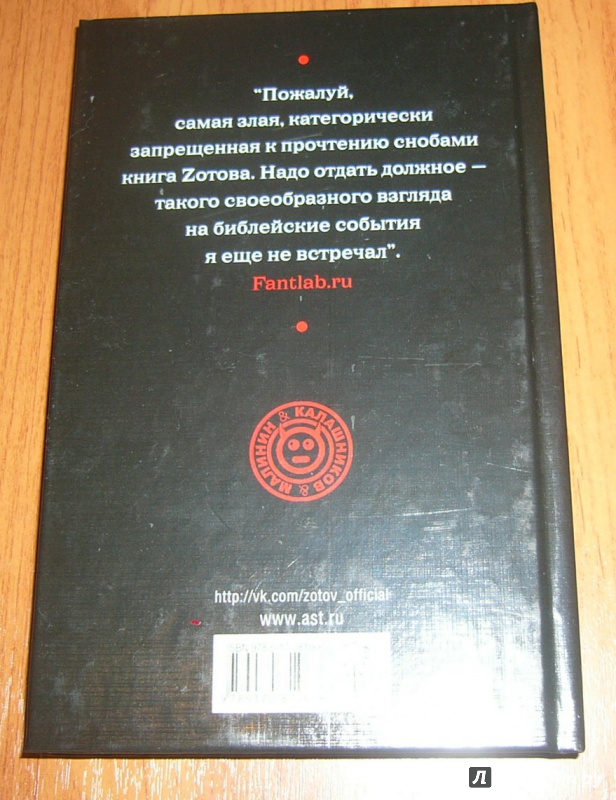 “Пожалуй,
самая злая, категорически
запрещенная к прочтению снобами
книга Zотова. Надо отдать должное —
такого своеобразного взгляда
на библейские события
я еще не встречал”.
Fantlab.ru
МАЛИНИН & КАЛАШНИКОВ &
http://vk.com/zotov_official
www.ast.ru
Л